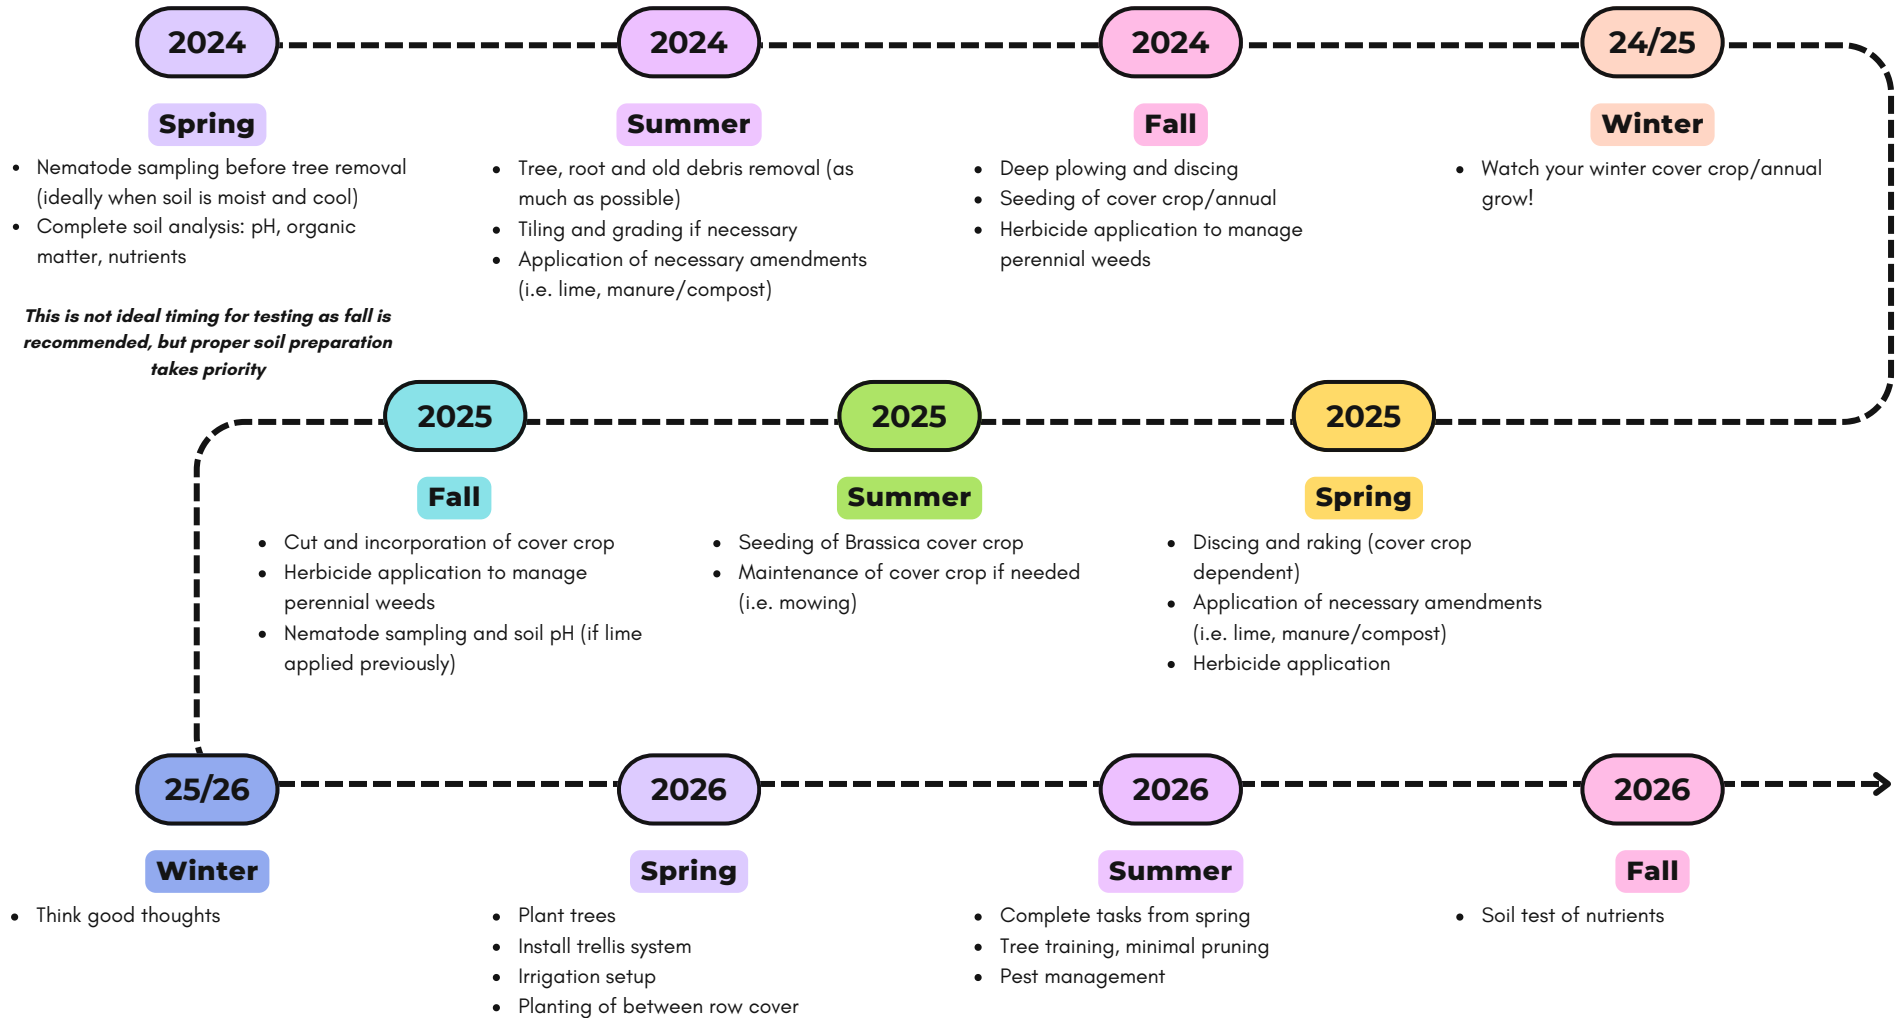 2024
Spring
• Nematode sampling before tree removal
(ideally when soil is moist and cool)
• Complete soil analysis: pH, organic
matter, nutrients
This is not ideal timing for testing as fall is
recommended, but proper soil preparation
takes priority
2024
Summer
• Tree, root and old debris removal (as
much as possible)
• Tiling and grading if necessary
• Application of necessary amendments
(i.e. lime, manure/compost)
2024
Fall
• Deep plowing and discing
• Seeding of cover crop/annual
• Herbicide application to manage
perennial weeds
24/25
Winter
• Watch your winter cover crop/annual
grow!
2025
Spring
• Discing and raking (cover crop
dependent)
• Application of necessary amendments
(i.e. lime, manure/compost)
• Herbicide application
2025
Summer
• Seeding of Brassica cover crop
• Maintenance of cover crop if needed
(i.e. mowing)
2025
Fall
• Cut and incorporation of cover crop
• Herbicide application to manage
perennial weeds
• Nematode sampling and soil pH (if lime
applied previously)
25/26
Winter
• Think good thoughts
2026
Spring
• Plant trees
• Install trellis system
• Irrigation setup
• Planting of between row cover
2026
Summer
• Complete tasks from spring
• Tree training, minimal pruning
• Pest management
2026
Fall
• Soil test of nutrients